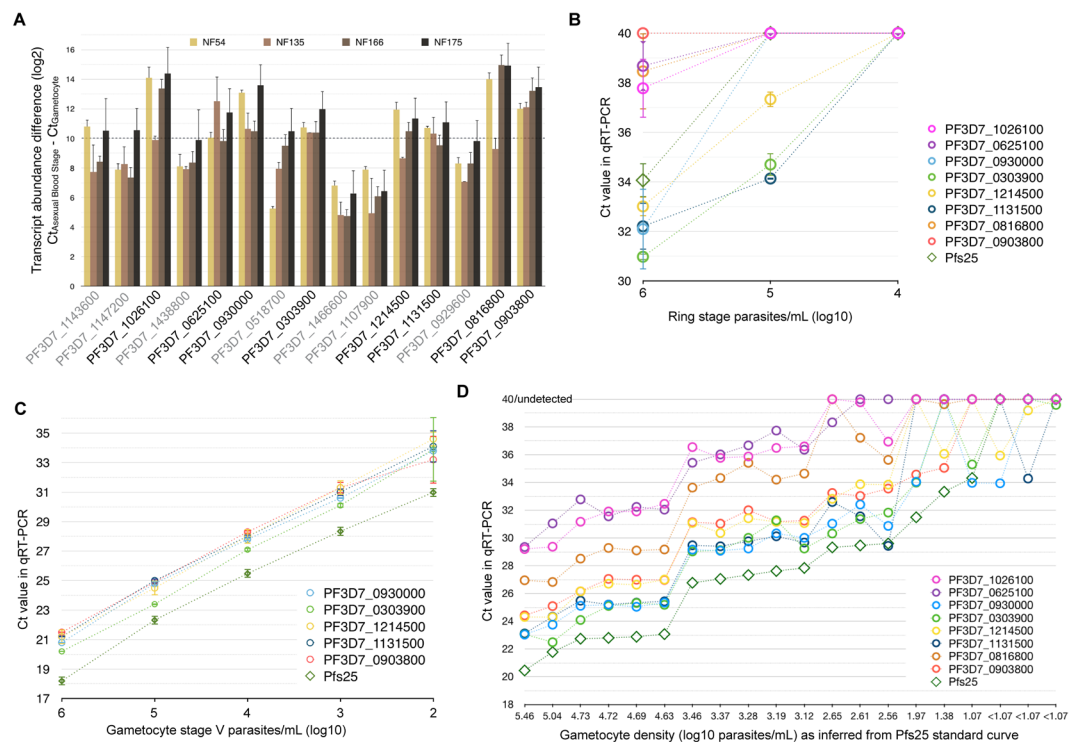 A
NF54 NF135 NF166 NF175
Transcript abundance difference (log2)
CtAsexual Blood Stage - CtGametocyte
16
14
12
10
8
6
4
2
0
PF3D7_1143600
PF3D7_1147200
PF3D7_1026100
PF3D7_1438800
PF3D7_0625100
PF3D7_0930000
PF3D7_0518700
PF3D7_0303900
PF3D7_1466600
PF3D7_1107900
PF3D7_1214500
PF3D7_1131500
PF3D7_0929600
PF3D7_0816800
PF3D7_0903800
B
Ct value in qRT-PCR
40
38
36
34
32
30
6 5 4
Ring stage parasites/mL (log10)
PF3D7_1026100
PF3D7_0625100
PF3D7_0930000
PF3D7_0303900
PF3D7_1214500
PF3D7_1131500
PF3D7_0816800
PF3D7_0903800
Pfs25
C
Ct value in qRT-PCR
35
33
31
29
27
25
23
21
19
17
6 5 4 3 2
Gametocyte stage V parasites/mL (log10)
PF3D7_0930000
PF3D7_0303900
PF3D7_1214500
PF3D7_1131500
PF3D7_0903800
Pfs25
D
Ct value in qRT-PCR
40/undetected
38
36
34
32
30
28
26
24
22
20
18
5.46 5.04 4.73 4.72 4.69 4.63 3.46 3.37 3.28 3.19 3.12 2.65 2.61 2.56 1.97 1.38 1.07 <1.07 <1.07 <1.07
Gametocyte density (log10 parasites/mL) as inferred from Pfs25 standard curve
PF3D7_1026100
PF3D7_0625100
PF3D7_0930000
PF3D7_0303900
PF3D7_1214500
PF3D7_1131500
PF3D7_0816800
PF3D7_0903800
Pfs25